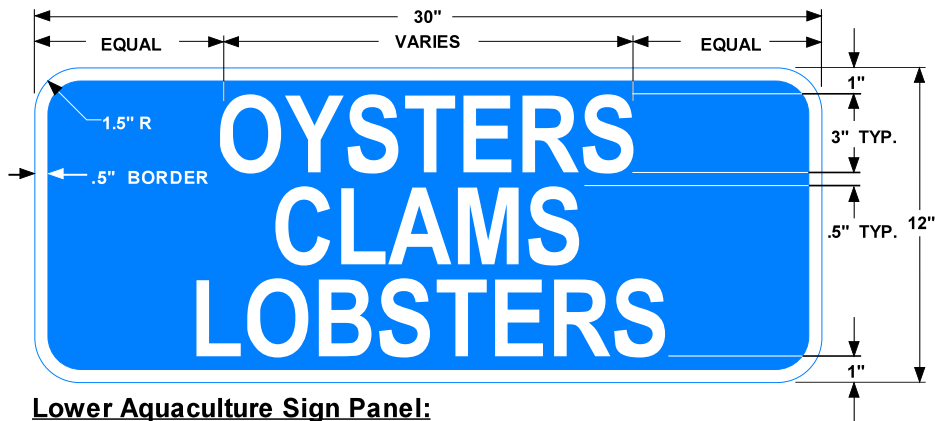 30"
EQUAL VARIES EQUAL
1"
OYSTERS
1.5" R
3" TYP.
.5" BORDER
CLAMS
.5" TYP.
12"
LOBSTERS
1"
Lower Aquaculture Sign Panel: